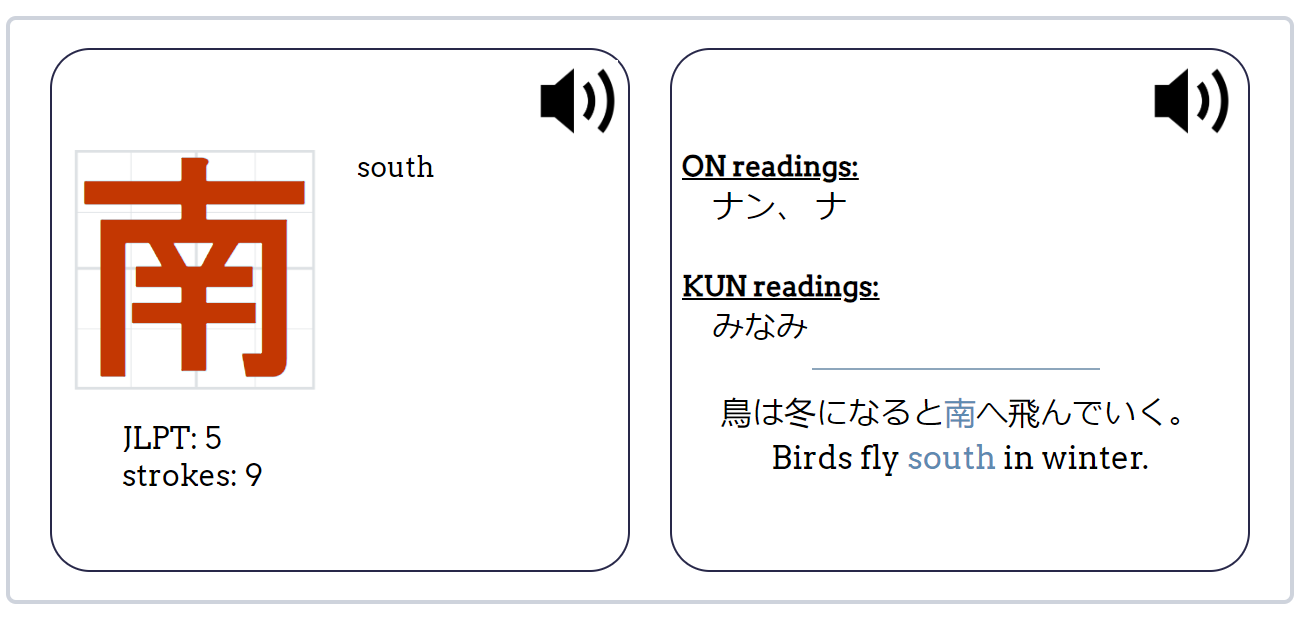 南
south
JLPT: 5
strokes: 9
ON readings:
ナン、 ナ
KUN readings:
みなみ
鳥は冬になると南へ飛んでいく。
Birds fly south in winter.